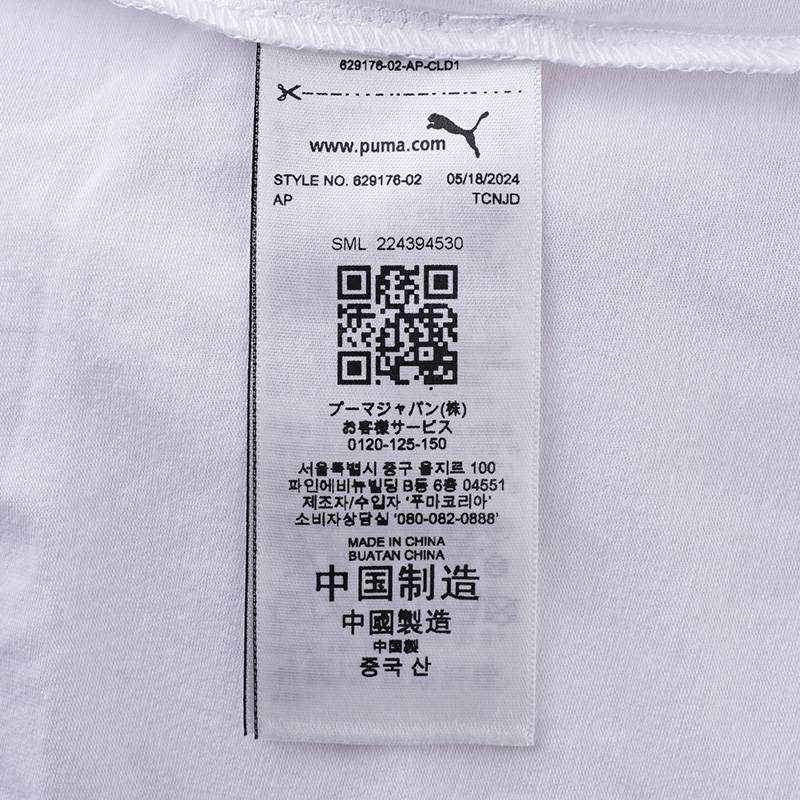 629176-02-AP-CLD1
www.puma.com
STYLE NO. 629176-02 05/18/2024
AP TCNJD
SML 224394530
プーマジャパン(株)
お客様サービス
0120-125-150
서울특별시 중구 을지르 100
파인에비뉴빌딩 B등 6층 04551
제조자/수입자 '푸마코리아'
소비자상담실 '080-082-0888'
MADE IN CHINA
BUATAN CHINA
中国制造
中國製造
中国製
중국 산